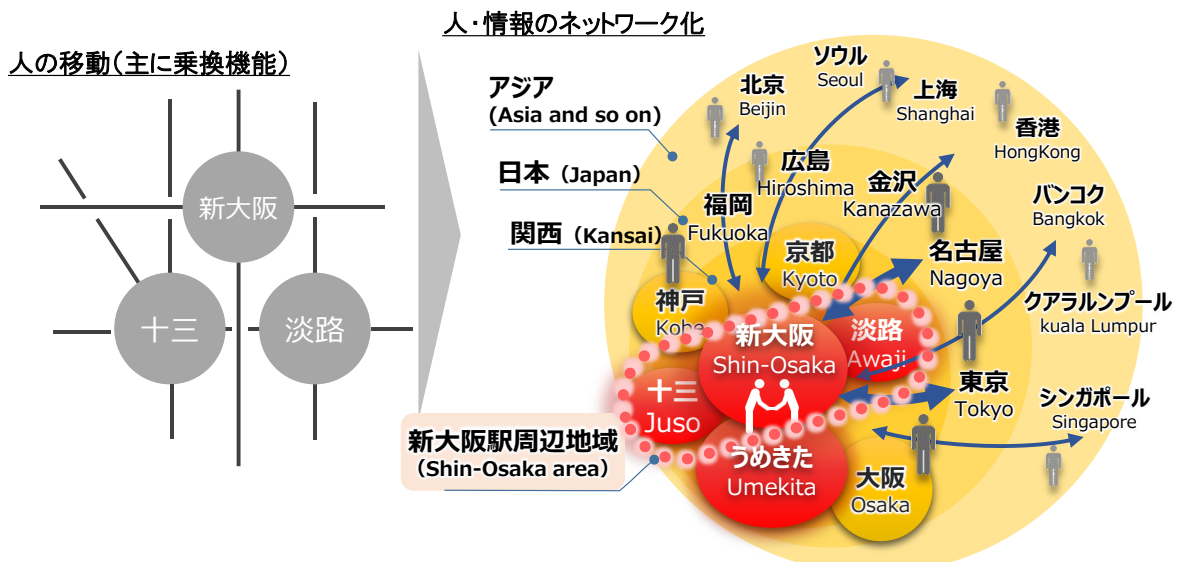 人の移動（主に乗換機能）
新大阪
十三
淡路
人・情報のネットワーク化
アジア
(Asia and so on)
日本 (Japan)
関西 (Kansai)
北京
Beijin
ソウル
Seoul
上海
Shanghai
香港
HongKong
広島
Hiroshima
金沢
Kanazawa
バンコク
Bangkok
福岡
Fukuoka
京都
Kyoto
名古屋
Nagoya
神戸
Kobe
クアラルンプール
kuala Lumpur
新大阪
Shin-Osaka
淡路
Awaji
十三
Juso
東京
Tokyo
シンガポール
Singapore
新大阪駅周辺地域
(Shin-Osaka area)
うめきた
Umekita
大阪
Osaka